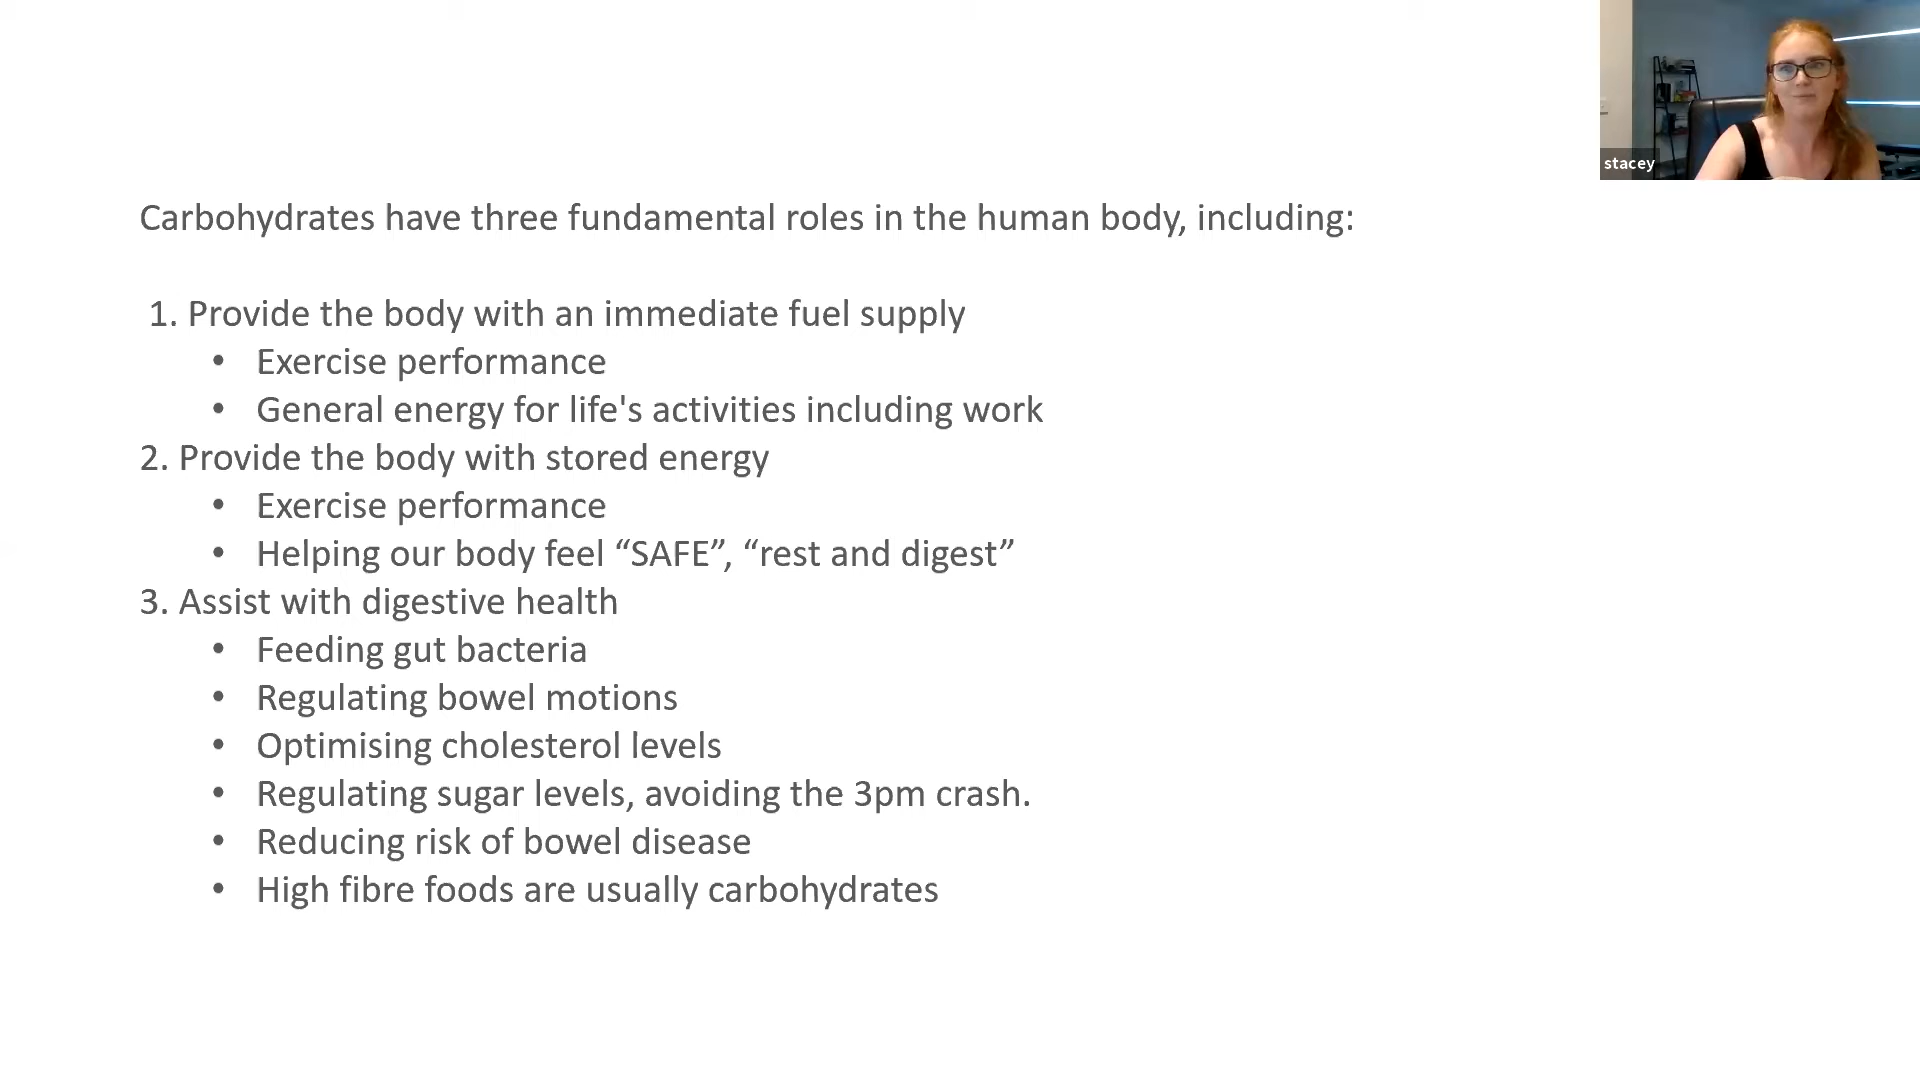 stacey
Carbohydrates have three fundamental roles in the human body, including:
1. Provide the body with an immediate fuel supply
• Exercise performance
• General energy for life's activities including work
2. Provide the body with stored energy
• Exercise performance
• Helping our body feel “SAFE”, “rest and digest”
3. Assist with digestive health
• Feeding gut bacteria
• Regulating bowel motions
• Optimising cholesterol levels
• Regulating sugar levels, avoiding the 3pm crash.
• Reducing risk of bowel disease
• High fibre foods are usually carbohydrates